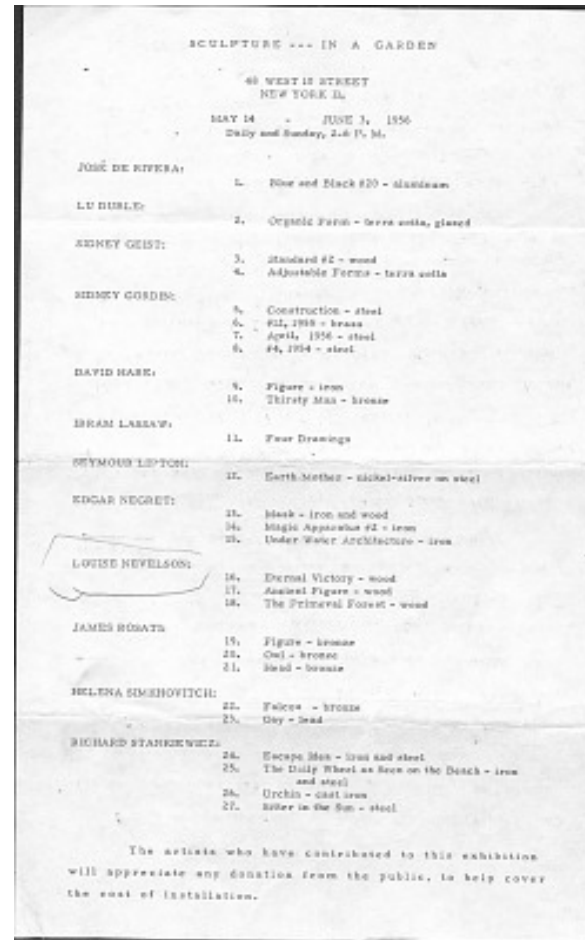 SCULPTURE --- IN A GARDEN
WEST 10 STREET
NEW YORK 11,
MAY 14 - JUNE 3, 1956
Daily and Sunday, 2-6 P. M.
JOSÉ DE RIVERA:
1. Blue and Black #20 - aluminum
LU DUBLE:
2. Organic Form - terra cotta, glazed
SIDNEY GEIST:
3. Standard #2 - wood
4. Adjustable Forms - terra cotta
SIDNEY GORDIN:
5. Construction - steel
6. 1955 - brass
7. April, 1956 - steel
8. #4, 1954 - steel
DAVID HARE:
9. Figure - iron
10. Thirsty Man - bronze
IBRAM LASSAW:
11. Four Drawings
SEYMOUR LIPTON:
12. Earth Mother - nickel-silver on steel
EDGAR NEGRET:
13. Mask - iron and wood
14. Magic Apparatus #2 - iron
15. Under Water Architecture - iron
LOUISE NEVELSON:
16. Eternal Victory - wood
17. Ancient Figure - wood
18. The Primeval Forest - wood
JAMES ROSATI:
19. Figure - bronze
20. Owl - bronze
21. Head - bronze
HELENA SIMKHOVITCH:
22. Falcon - bronze
23. - lead
RICHARD STANKIEWICZ:
24. Escape Man - iron and steel
25. The Daily Wheel as Seen on the Bench - iron
and steel
26. Urchin - cast iron
27. Sitter in the Sun - steel
The artists who have contributed to this exhibition
will appreciate any donation from the public, to help cover
the cost of installation.